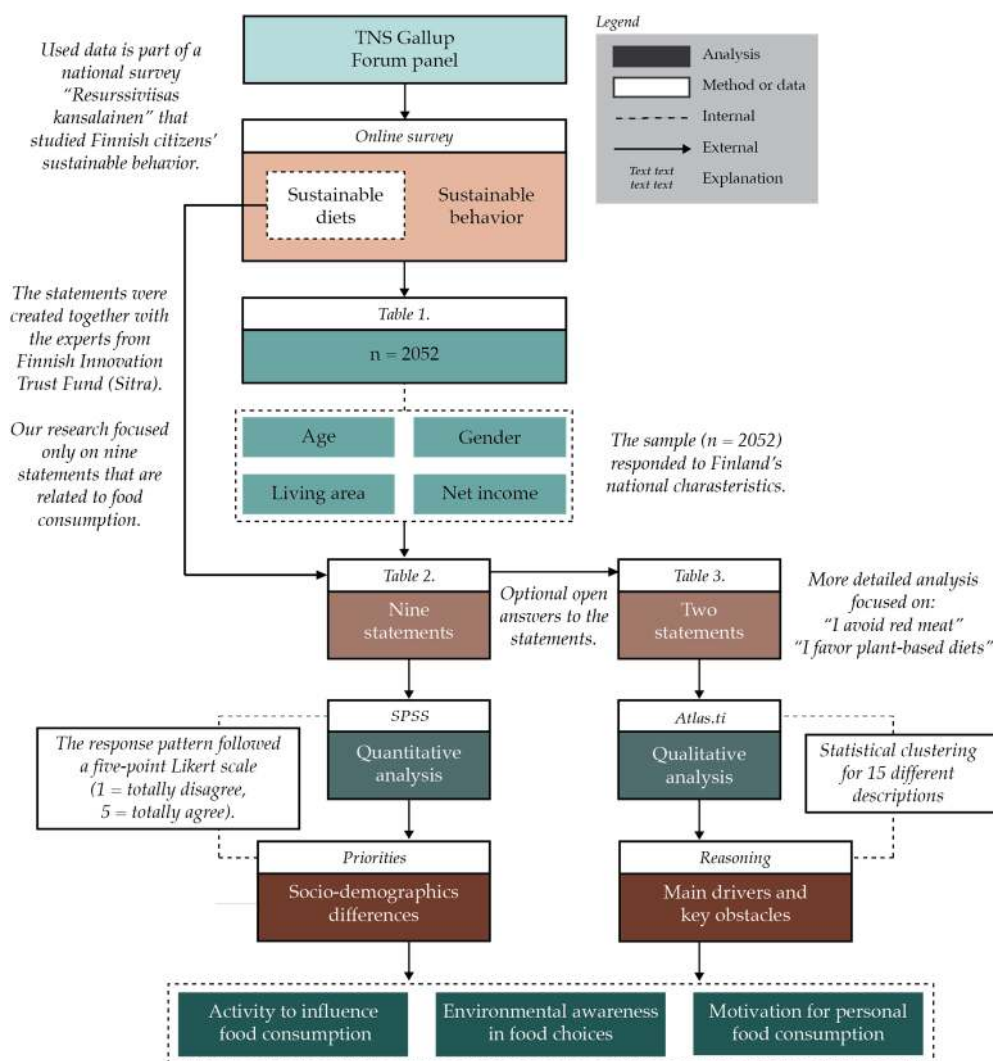 Legend
Analysis
Method or data
Internal
External
Text text
text text
Explanation
TNS Gallup
Forum panel
Used data is part of a
national survey
“Resurssiviisas
kansalainen” that
studied Finnish citizens’
sustainable behavior.
Online survey
Sustainable
diets
Sustainable
behavior
The statements were
created together with
the experts from
Finnish Innovation
Trust Fund (Sitra).
Our research focused
only on nine
statements that are
related to food
consumption.
Table 1.
n = 2052
Age
Gender
Living area
Net income
The sample (n = 2052)
responded to Finland’s
national charasteristics.
Table 2.
Nine
statements
Optional open
answers to the
statements.
Table 3.
Two
statements
More detailed analysis
focused on:
“I avoid red meat”
“I favor plant-based diets”
SPSS
Quantitative
analysis
Atlas.ti
Qualitative
analysis
The response pattern followed
a five-point Likert scale
(1 = totally disagree,
5 = totally agree).
Statistical clustering
for 15 different
descriptions
Priorities
Socio-demographics
differences
Reasoning
Main drivers and
key obstacles
Activity to influence
food consumption
Environmental awareness
in food choices
Motivation for personal
food consumption